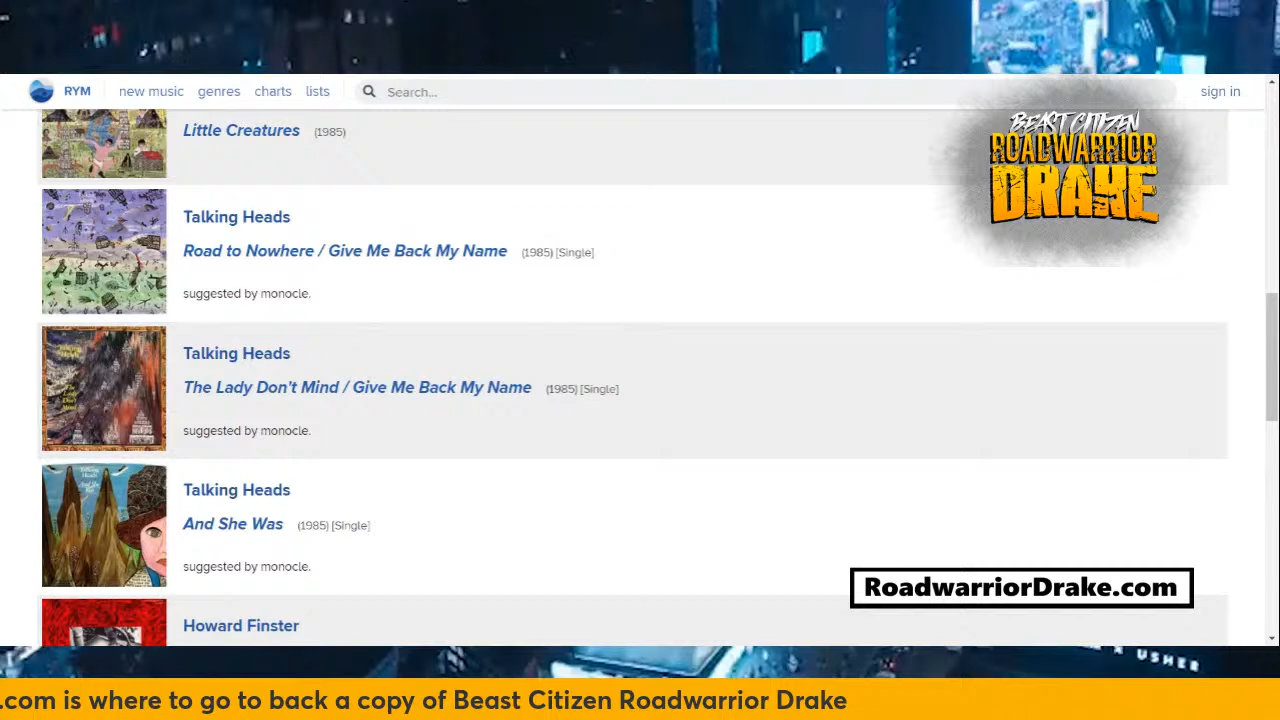 RYM new music genres charts lists Search... sign in
BEAST CITIZEN
ROADWARRIOR
DRAKE
Little Creatures (1985)
Talking Heads
Road to Nowhere / Give Me Back My Name (1985) [Single]
suggested by monocle.
Talking Heads
The Lady Don't Mind / Give Me Back My Name (1985) [Single]
suggested by monocle.
Talking Heads
And She Was (1985) [Single]
suggested by monocle.
RoadwarriorDrake.com
Howard Finster
USHER
.com is where to go to back a copy of Beast Citizen Roadwarrior Drake